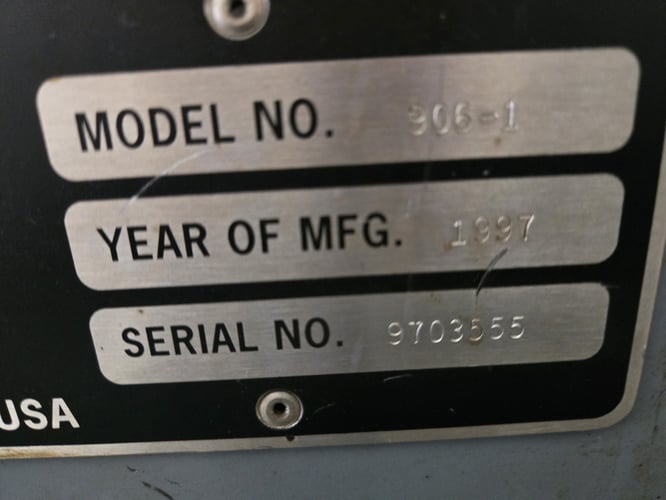 MODEL NO. 906-1
YEAR OF MFG. 1997
SERIAL NO. 9703555
USA